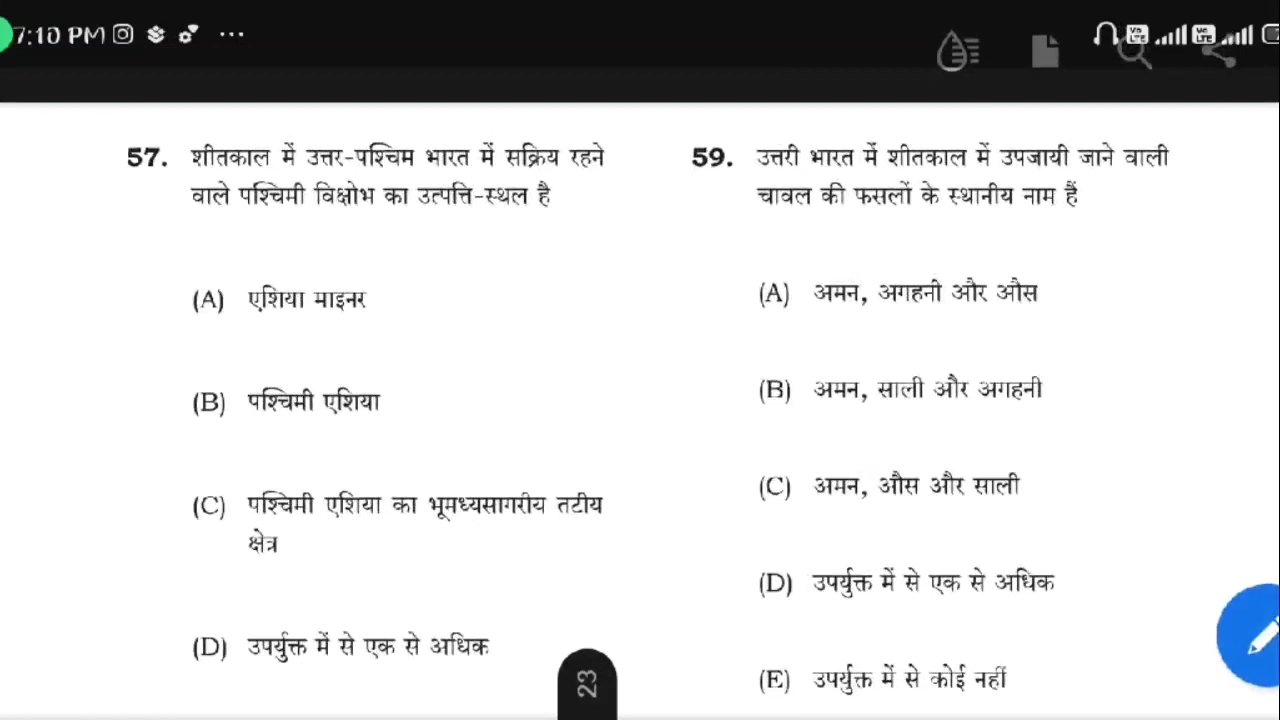 7:10 PM ...
57. शीतकाल में उत्तर-पश्चिम भारत में सक्रिय रहने
वाले पश्चिमी विक्षोभ का उत्पत्ति-स्थल है
(A) एशिया माइनर
(B) पश्चिमी एशिया
(C) पश्चिमी एशिया का भूमध्यसागरीय तटीय
क्षेत्र
(D) उपर्युक्त में से एक से अधिक
59. उत्तरी भारत में शीतकाल में उपजायी जाने वाली
चावल की फसलों के स्थानीय नाम हैं
(A) अमन, अगहनी और औस
(B) अमन, साली और अगहनी
(C) अमन, औस और साली
(D) उपर्युक्त में से एक से अधिक
(E) उपर्युक्त में से कोई नहीं
23